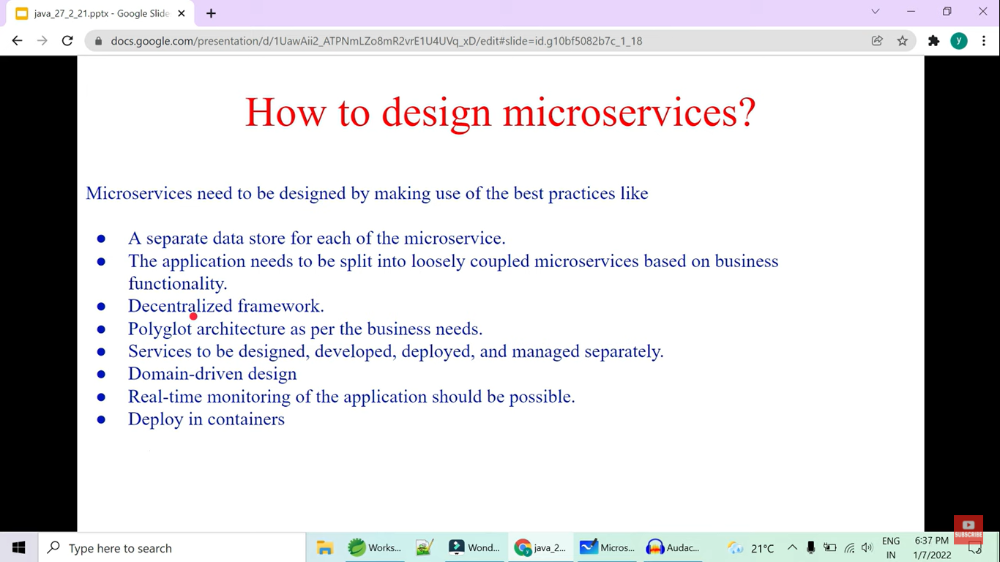 java_27_2_21.pptx - Google Slide
docs.google.com/presentation/d/1UawAii2_ATPNmLZo8mR2vrE1U4UVq_xD/edit#slide=id.g10bf5082b7c_1_18
y
How to design microservices?
Microservices need to be designed by making use of the best practices like
● A separate data store for each of the microservice.
● The application needs to be split into loosely coupled microservices based on business
functionality.
● Decentralized framework.
● Polyglot architecture as per the business needs.
● Services to be designed, developed, deployed, and managed separately.
● Domain-driven design
● Real-time monitoring of the application should be possible.
● Deploy in containers
SUBSCRIBE
Type here to search
Works...
Wond...
java_2...
Micros...
Audac...
21°C
ENG
IN
6:37 PM
1/7/2022